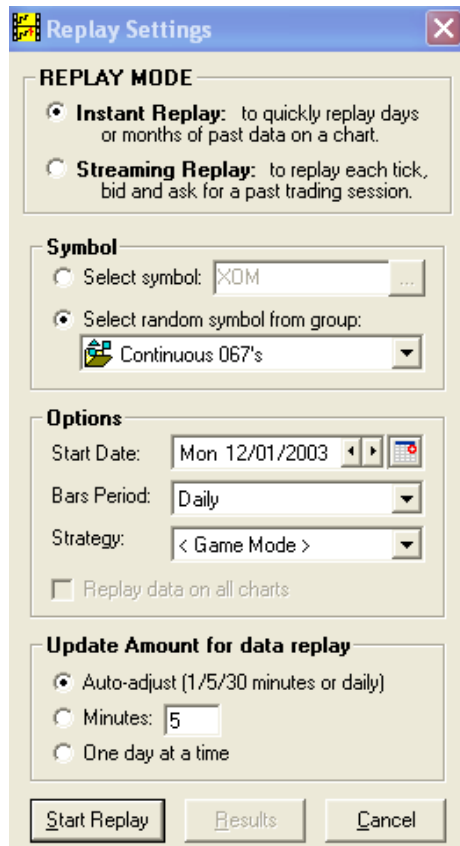 Replay Settings
REPLAY MODE
Instant Replay: to quickly replay days
or months of past data on a chart.
Streaming Replay: to replay each tick,
bid and ask for a past trading session.
Symbol
Select symbol: XOM ...
Select random symbol from group:
Continuous 067's
Options
Start Date: Mon 12/01/2003
Bars Period: Daily
Strategy: < Game Mode >
Replay data on all charts
Update Amount for data replay
Auto-adjust (1/5/30 minutes or daily)
Minutes: 5
One day at a time
Start Replay Results Cancel